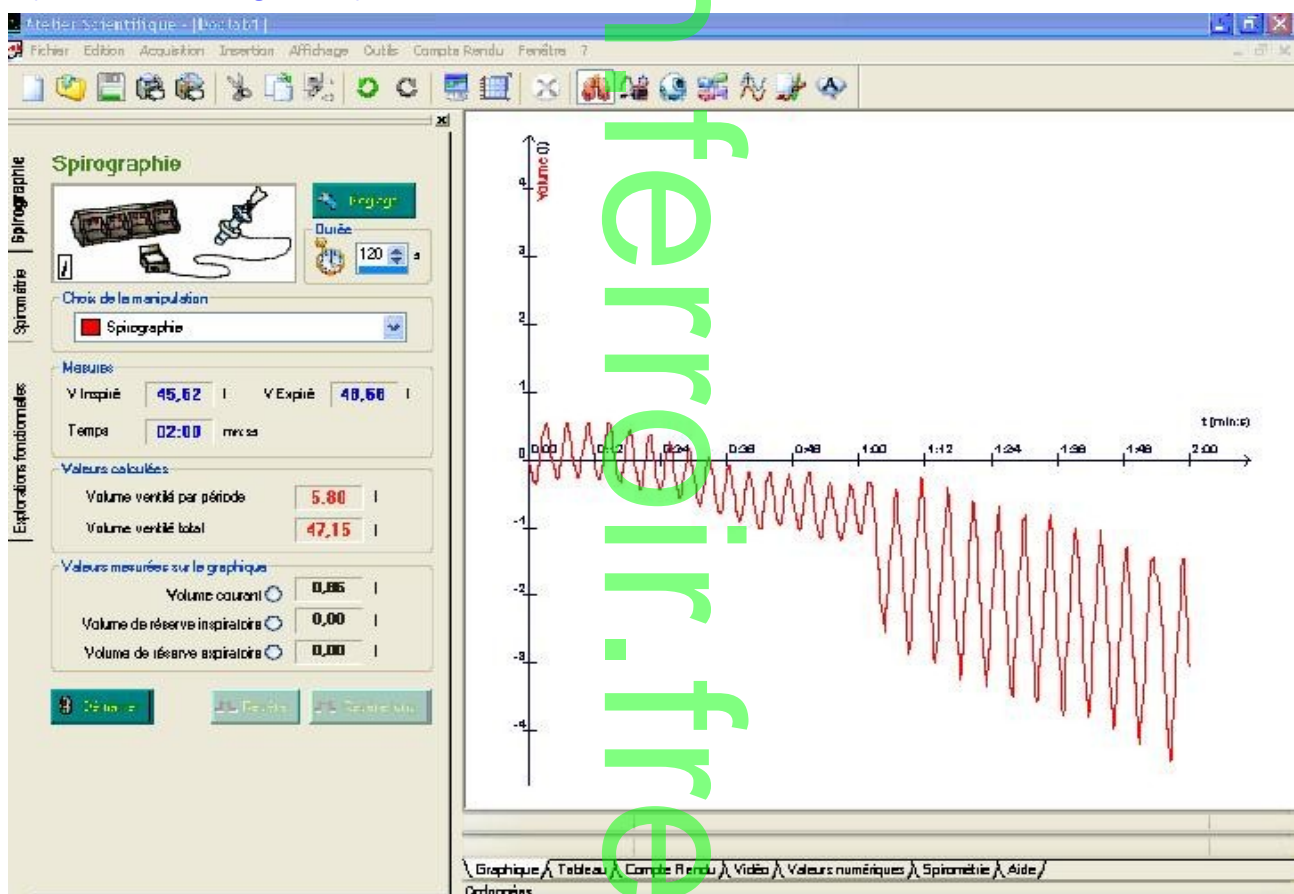 Atelier Scientifique - [Doclab1]
Fichier Edition Acquisition Insertion Affichage Outils Compte Rendu Fenêtre ?
Spirographie
Spirométrie
Explorations fonctionnelles
Spirographie
Réglage
Durée
120 s
Choix de la manipulation
Spirographie
Mesures
V Inspiré 45,62 l V Expiré 48,68 l
Temps 02:00 mn:ss
Valeurs calculées
Volume ventilé par période 5.80 l
Volume ventilé total 47,15 l
Valeurs mesurées sur le graphique
Volume courant 0,86 l
Volume de réserve inspiratoire 0,00 l
Volume de réserve expiratoire 0,00 l
Volume (l)
4
3
2
1
0 0:00 0:12 0:24 0:36 0:48 1:00 1:12 1:24 1:36 1:48 2:00
t (min:s)
-1
-2
-3
-4
Graphique Tableau Compte Rendu Vidéo Valeurs numériques Spirométrie Aide
Ordonnées
nferroir.fre